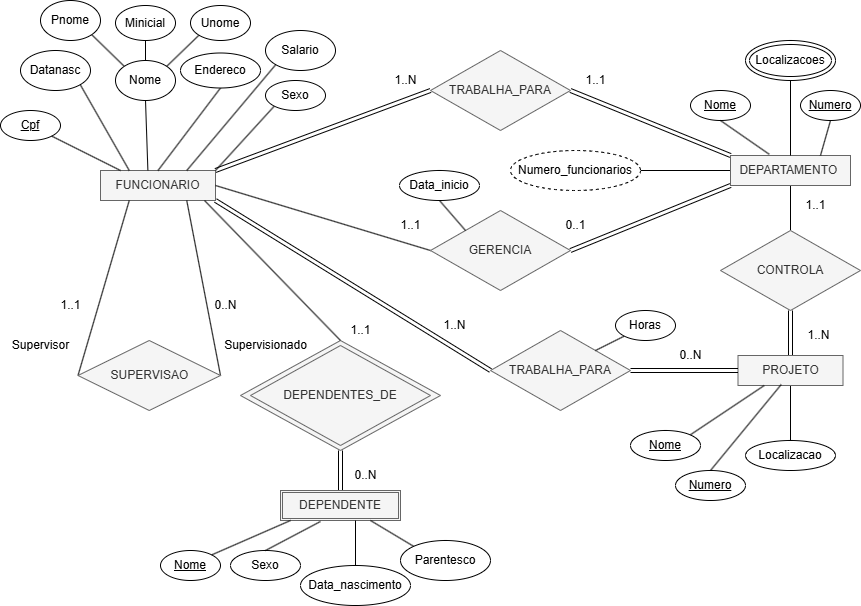 Pnome
Minicial
Unome
Datanasc
Nome
Endereco
Salario
Sexo
Cpf
1..N
TRABALHA_PARA
1..1
Localizacoes
Nome
Numero
FUNCIONARIO
Data_inicio
Numero_funcionarios
DEPARTAMENTO
1..1
GERENCIA
0..1
1..1
CONTROLA
1..1
0..N
Supervisor
Supervisionado
SUPERVISAO
1..1
1..N
Horas
TRABALHA_PARA
0..N
1..N
PROJETO
DEPENDENTES_DE
Nome
Numero
Localizacao
0..N
DEPENDENTE
Nome
Sexo
Data_nascimento
Parentesco